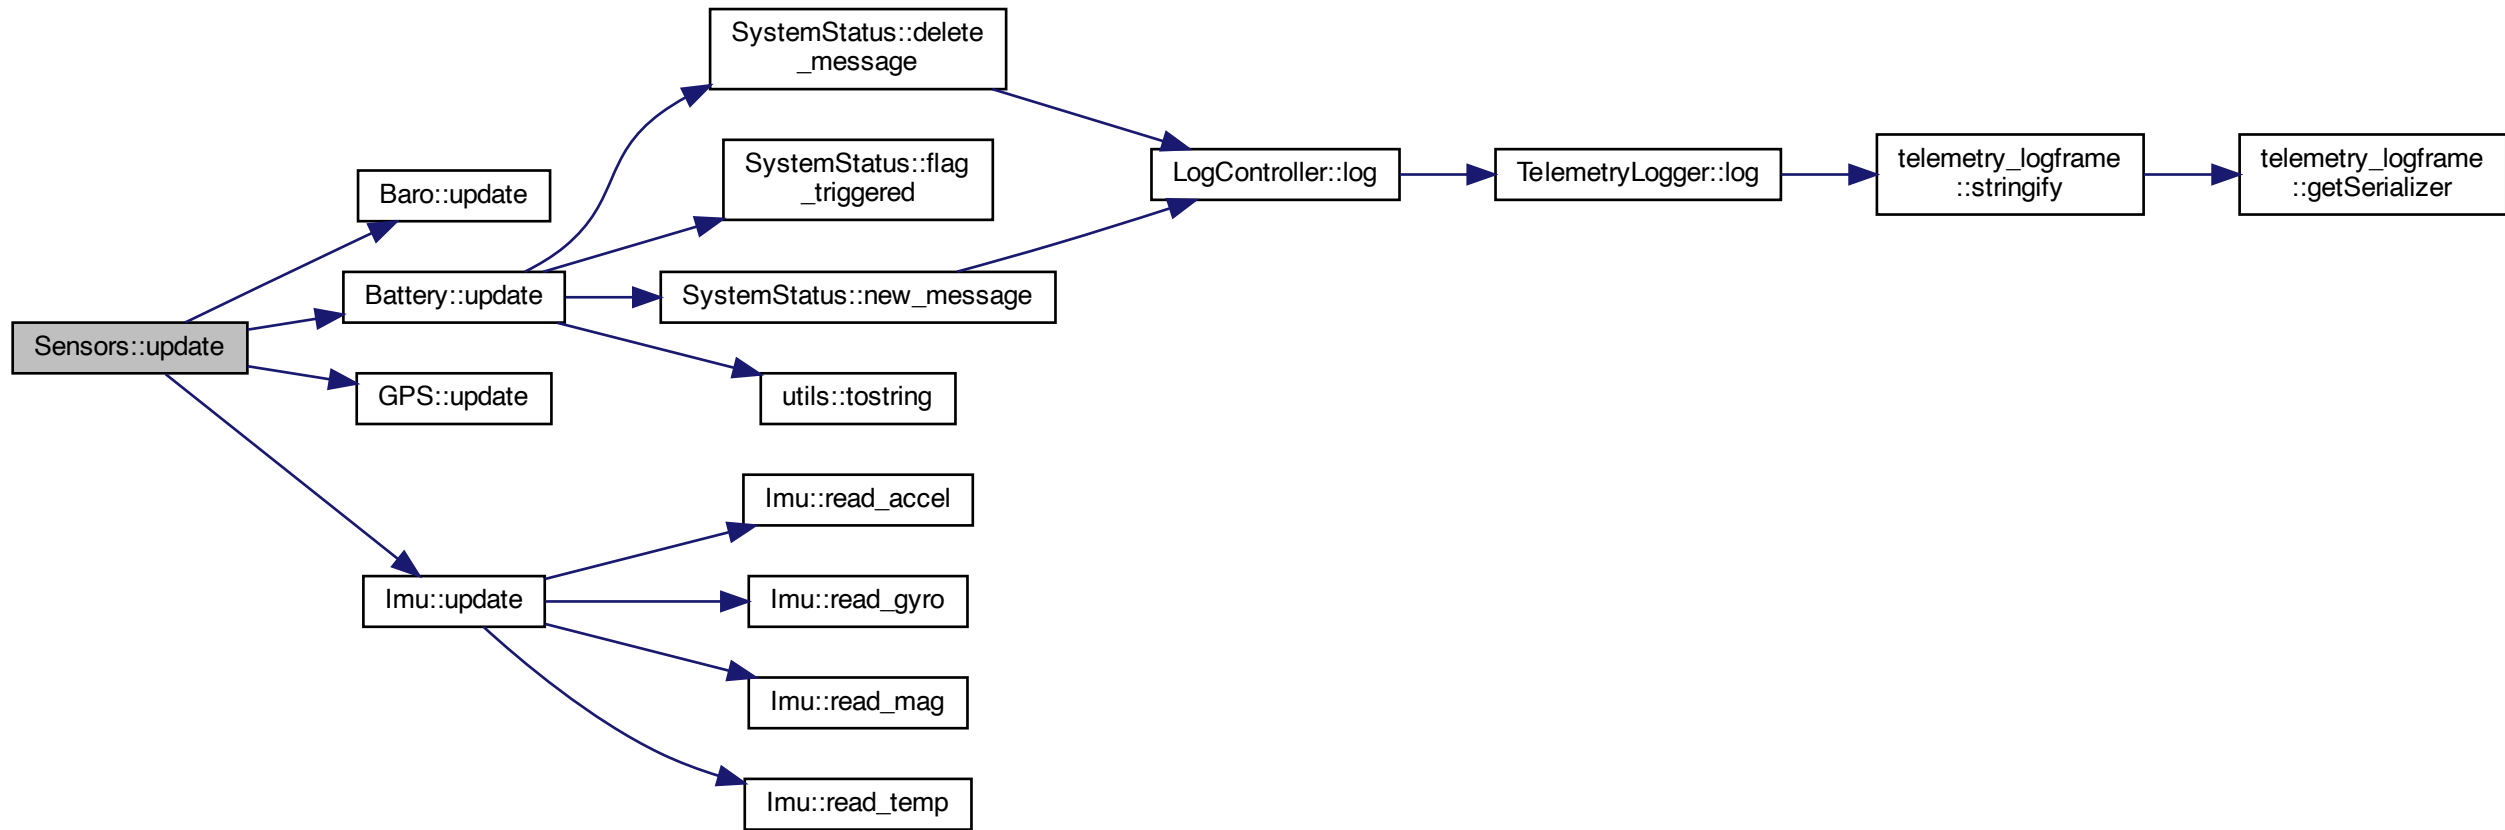 SystemStatus::delete
_message
SystemStatus::flag
_triggered
LogController::log
TelemetryLogger::log
telemetry_logframe
::stringify
telemetry_logframe
::getSerializer
Baro::update
Battery::update
SystemStatus::new_message
Sensors::update
GPS::update
utils::tostring
Imu::read_accel
Imu::update
Imu::read_gyro
Imu::read_mag
Imu::read_temp